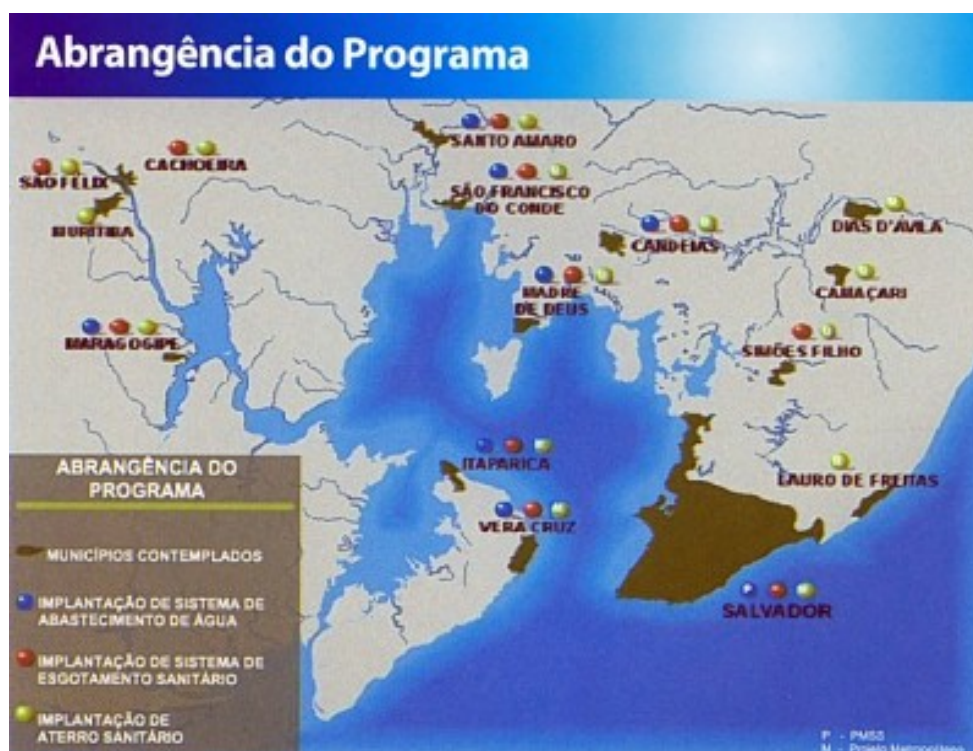 Abrangência do Programa
SANTO AMARO
CACHOEIRA
SÃO FÉLIX
SÃO FRANCISCO
DO CONDE
MURITIBA
DIAS D'ÁVILA
CANDEIAS
CAMAÇARI
MADRE
DE DEUS
MARAGOGIPE
SIMÕES FILHO
ITAPARICA
LAURO DE FREITAS
VERA CRUZ
SALVADOR
ABRANGÊNCIA DO
PROGRAMA
MUNICÍPIOS CONTEMPLADOS
IMPLANTAÇÃO DE SISTEMA DE
ABASTECIMENTO DE ÁGUA
IMPLANTAÇÃO DE SISTEMA DE
ESGOTAMENTO SANITÁRIO
IMPLANTAÇÃO DE
ATERRO SANITÁRIO
P - PMSS
M - Projeto Metropolitano